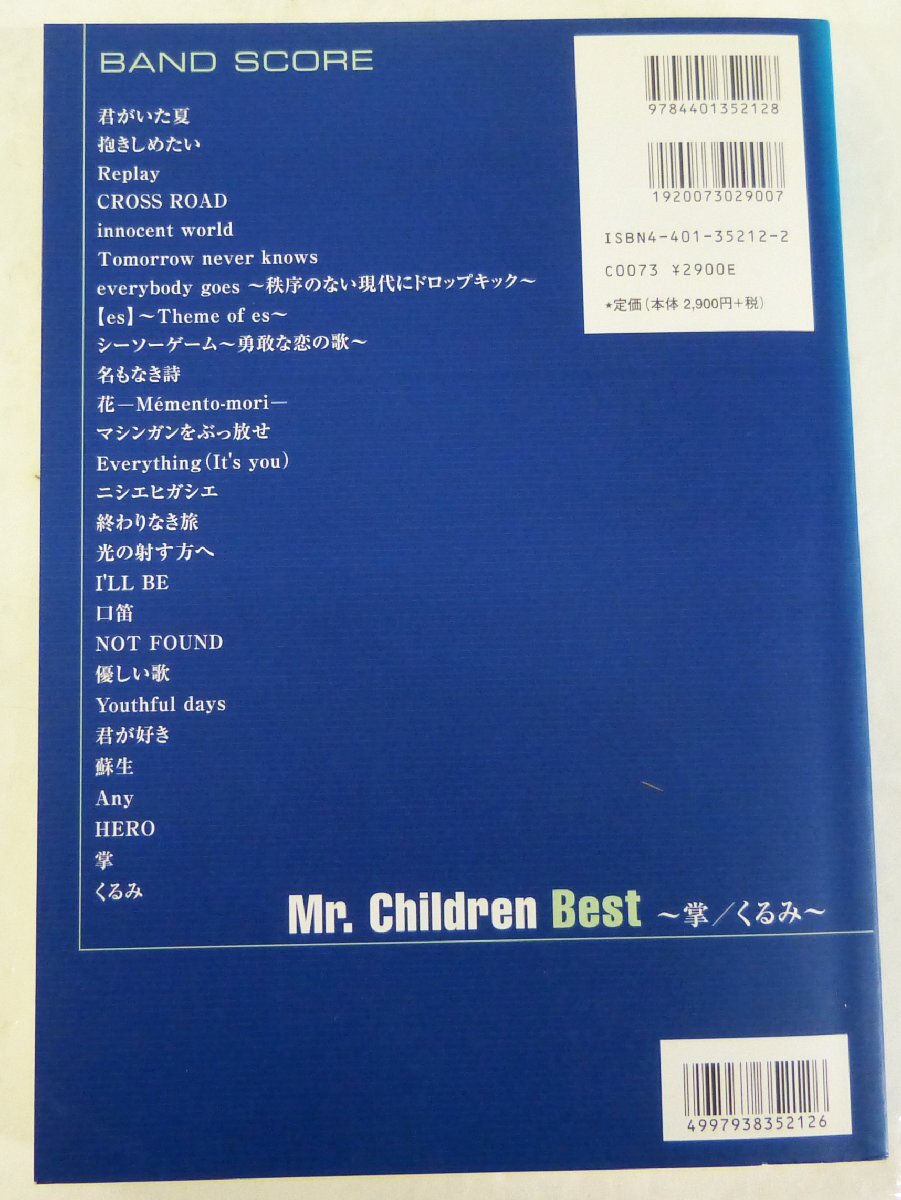 BAND SCORE
君がいた夏
抱きしめたい
Replay
CROSS ROAD
innocent world
Tomorrow never knows
everybody goes ～秩序のない現代にドロップキック～
【es】～Theme of es～
シーソーゲーム～勇敢な恋の歌～
名もなき詩
花―Mémento-mori―
マシンガンをぶっ放せ
Everything(It's you)
ニシエヒガシエ
終わりなき旅
光の射す方へ
I'LL BE
口笛
NOT FOUND
優しい歌
Youthful days
君が好き
蘇生
Any
HERO
掌
くるみ
Mr. Children Best ～掌／くるみ～
9784401352128
1920073029007
ISBN4-401-35212-2
C0073 ¥2900E
★定価(本体 2,900円+税)
4997938352126